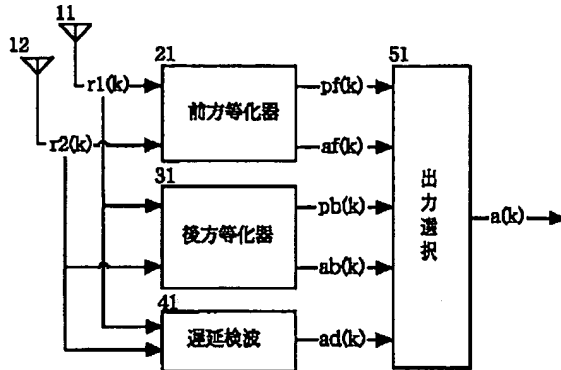 11
12
21
51
r1(k)
pf(k)
前方等化器
r2(k)
af(k)
31
出力選択
pb(k)
後方等化器
a(k)
ab(k)
41
遅延検波
ad(k)